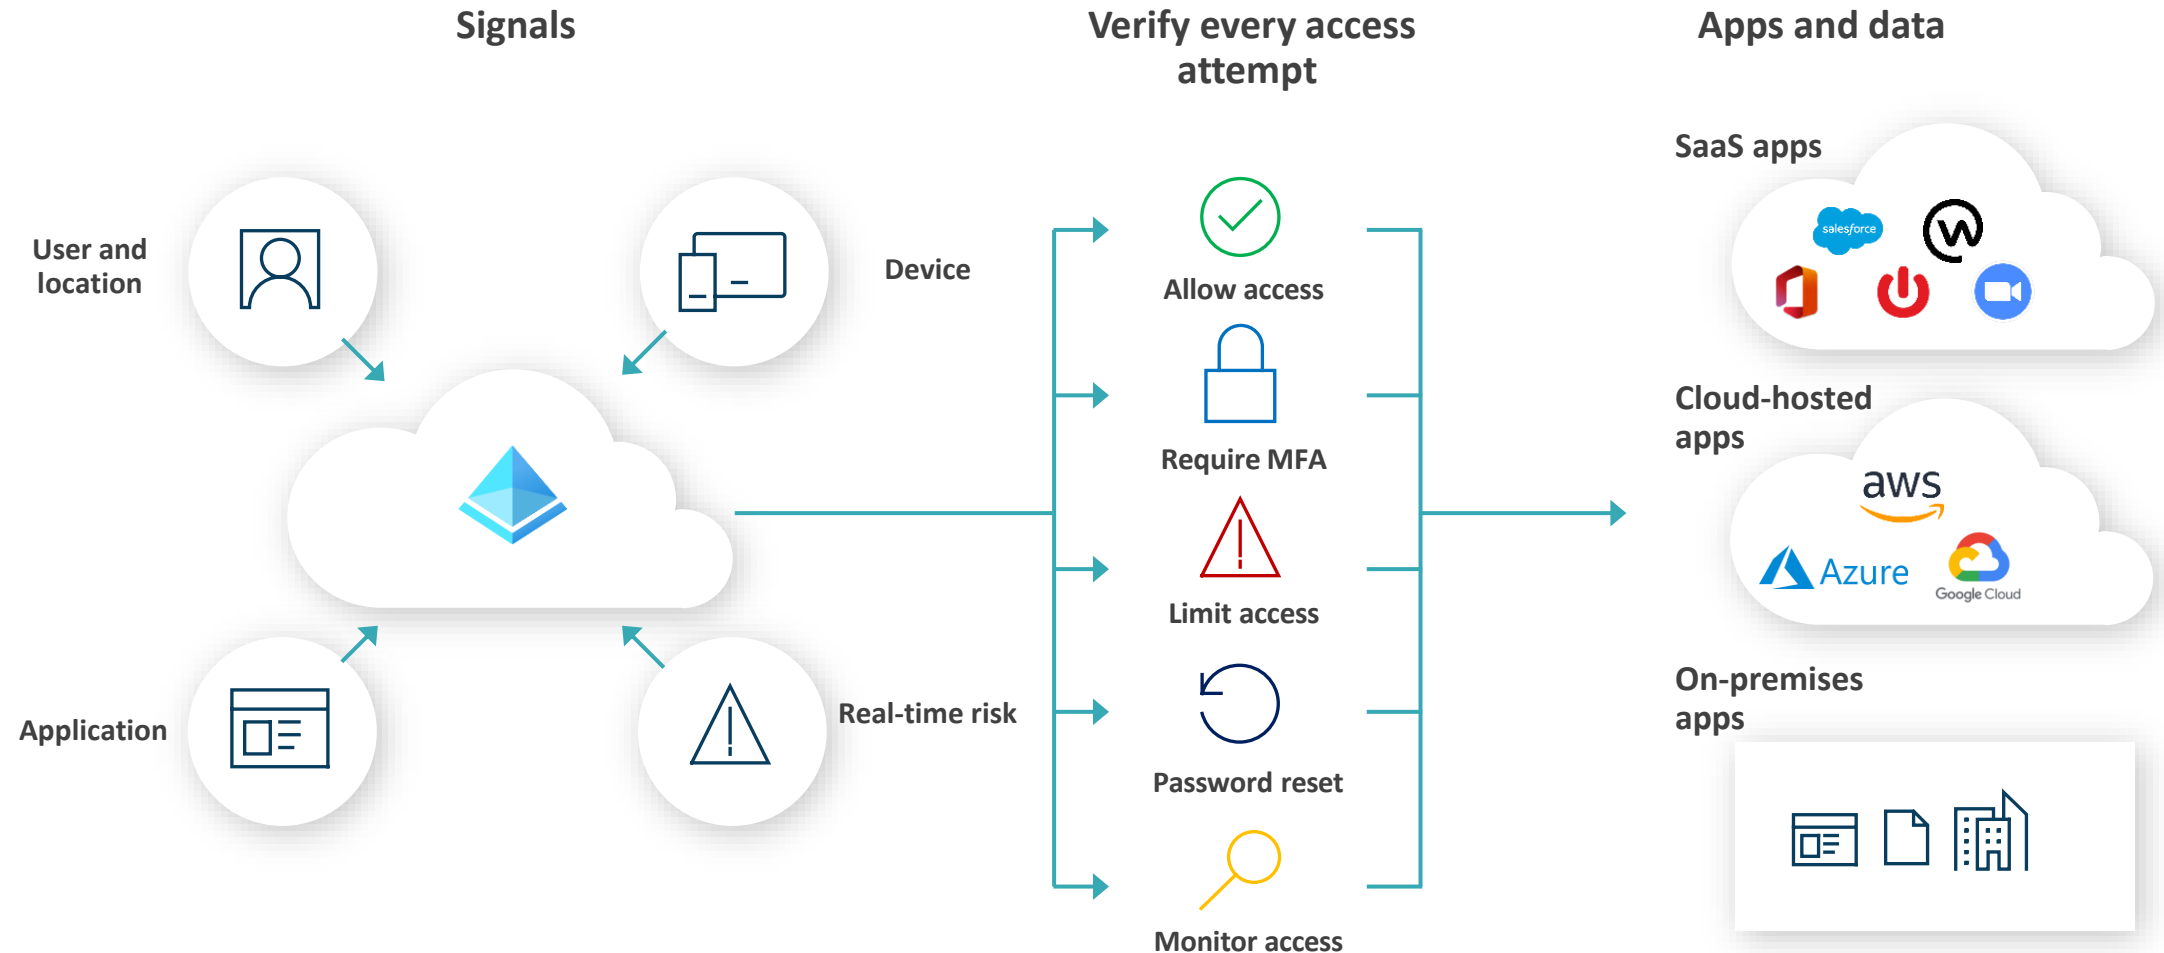 Signals
Verify every access
attempt
Apps and data
User and
location
Device
Application
Real-time risk
Allow access
Require MFA
Limit access
Password reset
Monitor access
SaaS apps
salesforce
Cloud-hosted
apps
aws
Azure
Google Cloud
On-premises
apps